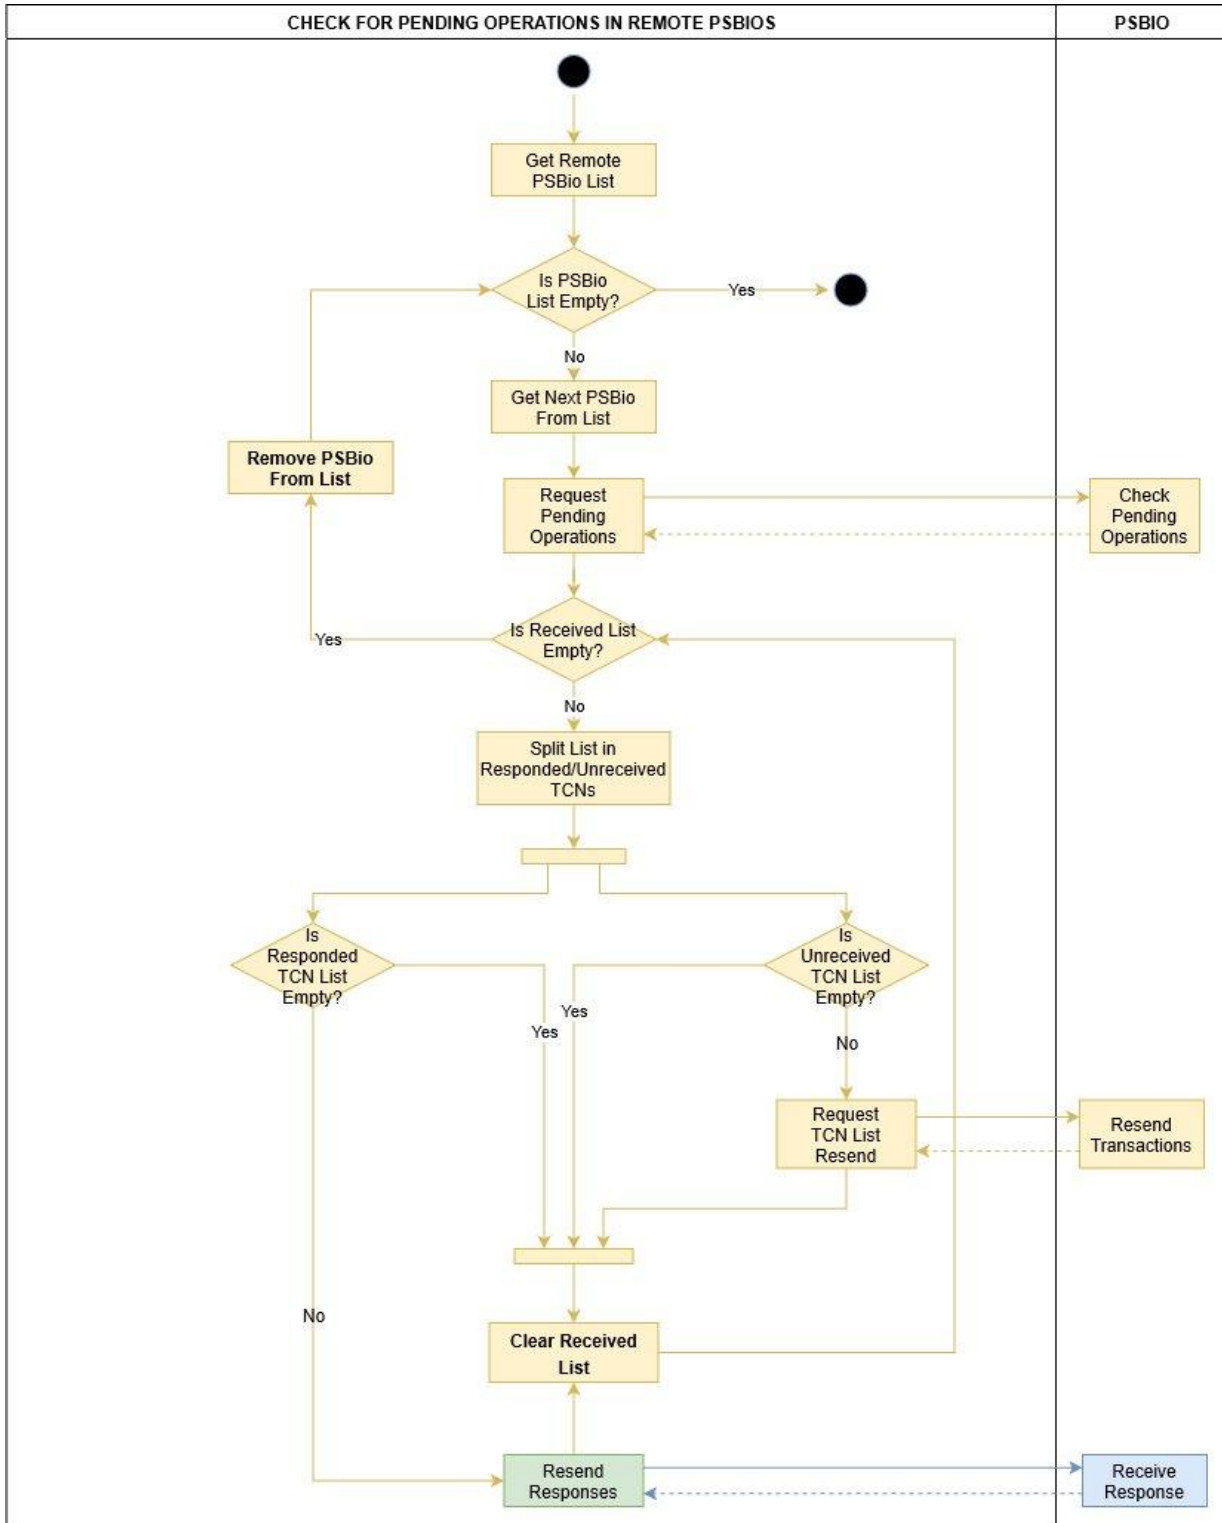 CHECK FOR PENDING OPERATIONS IN REMOTE PSBIOS
PSBIO
Get Remote
PSBio List
Is PSBio
List Empty?
Yes
No
Get Next PSBio
From List
Remove PSBio
From List
Request
Pending
Operations
Check
Pending
Operations
Is Received List
Empty?
Yes
No
Split List in
Responded/Unreceived
TCNs
Is
Responded
TCN List
Empty?
Is
Unreceived
TCN List
Empty?
Yes
Yes
No
Request
TCN List
Resend
Resend
Transactions
No
Clear Received
List
Resend
Responses
Receive
Response